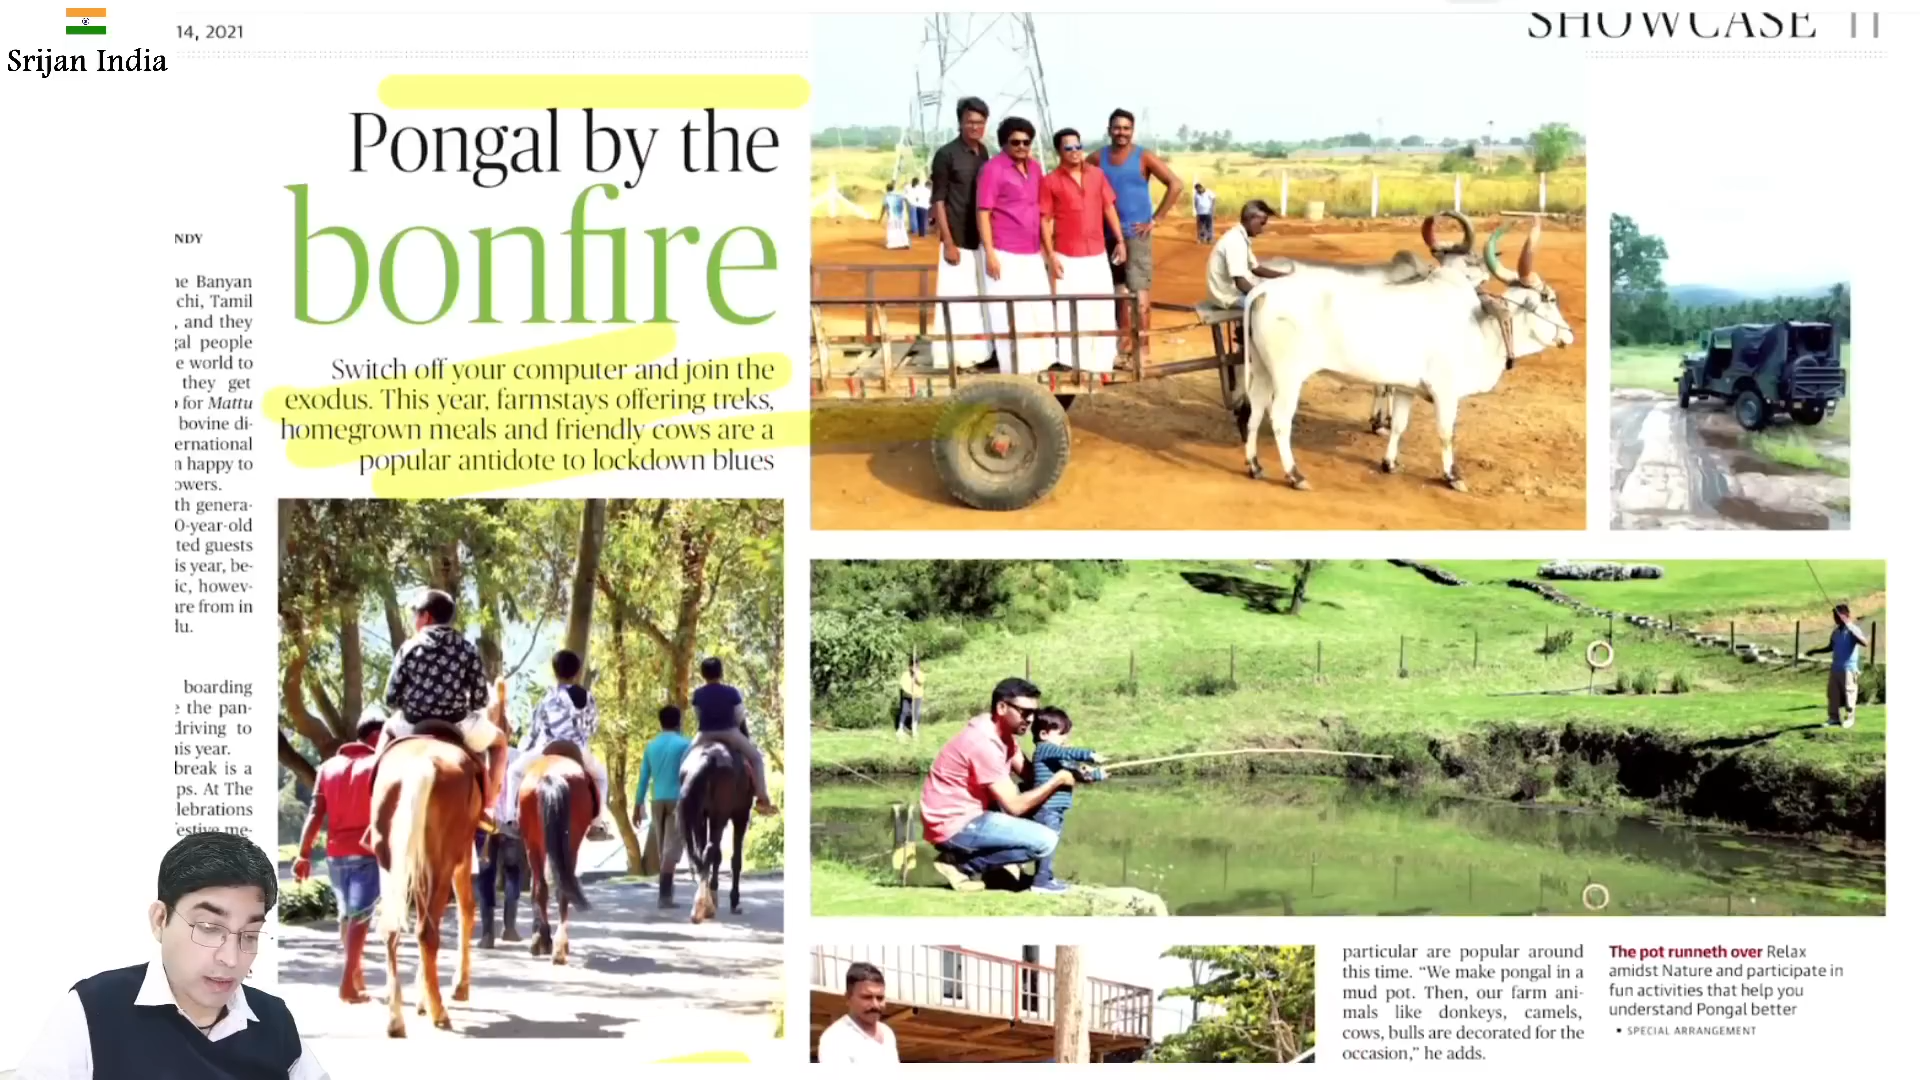 Srijan India
14, 2021
SHOWCASE 11
Pongal by the
bonfire
Switch off your computer and join the
exodus. This year, farmstays offering treks,
homegrown meals and friendly cows are a
popular antidote to lockdown blues
NDY
Banyan
chi, Tamil
, and they
gal people
e world to
they get
for Mattu
bovine di-
ernational
happy to
owers.
th genera-
0-year-old
ted guests
is year, be-
ic, howev-
are from in
lu.
boarding
e the pan-
driving to
his year.
break is a
ps. At The
lebrations
festive me-
particular are popular around
this time. “We make pongal in a
mud pot. Then, our farm ani-
mals like donkeys, camels,
cows, bulls are decorated for the
occasion,” he adds.
The pot runneth over Relax
amidst Nature and participate in
fun activities that help you
understand Pongal better
▪ SPECIAL ARRANGEMENT